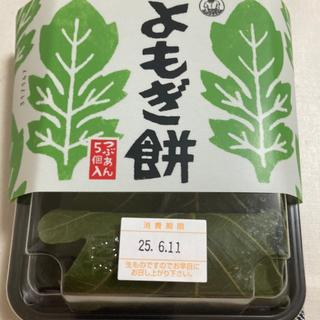 よもぎ餅
つぶあん
5個入
消費期限
25. 6.11
生ものですのでお早目に
お召し上がり下さい。